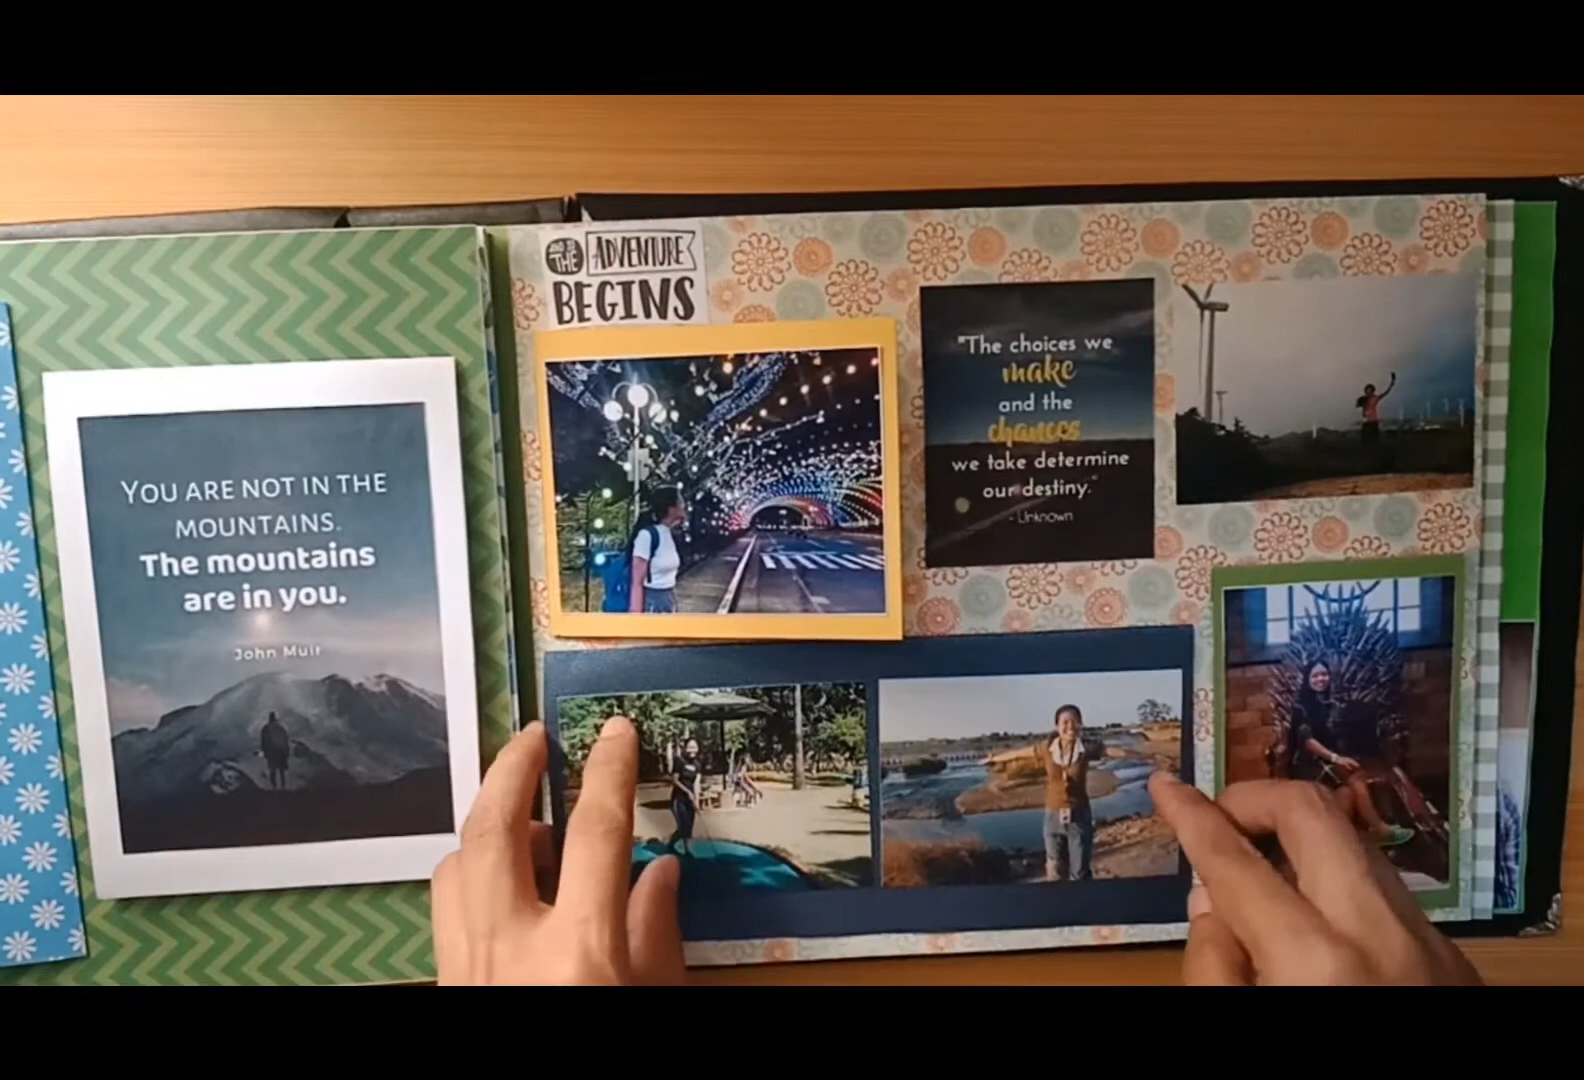 YOU ARE NOT IN THE
MOUNTAINS.
The mountains
are in you.
John Muir
AND SO
THE
ADVENTURE
BEGINS
"The choices we
make
and the
chances
we take determine
our destiny."
- Unknown